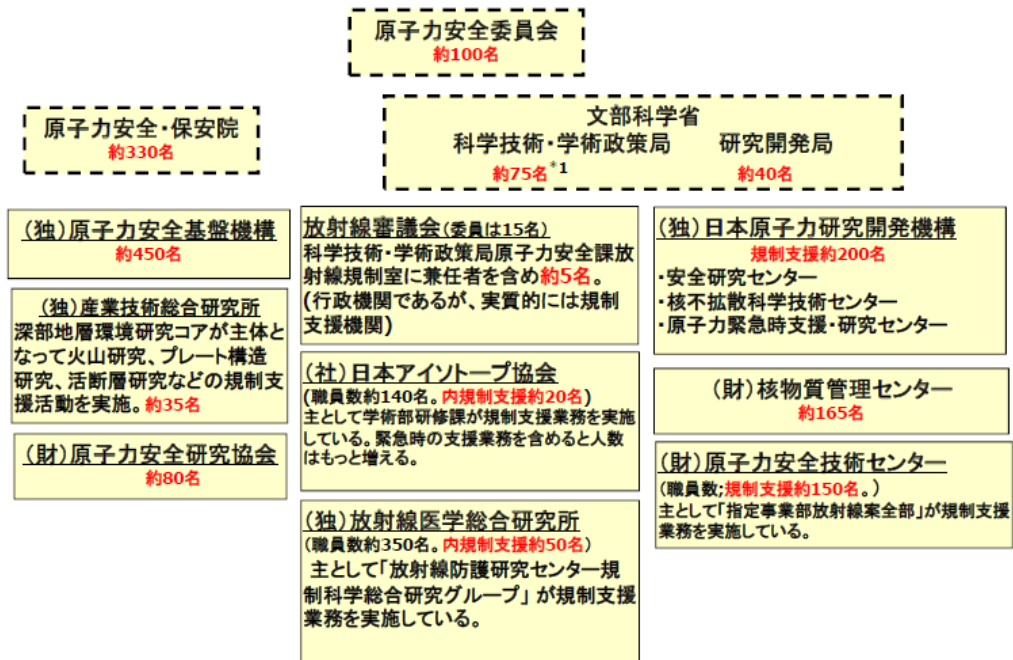 原子力安全委員会
約100名
原子力安全・保安院
約330名
文部科学省
科学技術・学術政策局　研究開発局
約75名*1　約40名
(独)原子力安全基盤機構
約450名
(独)産業技術総合研究所
深部地層環境研究コアが主体と
なって火山研究、プレート構造
研究、活断層研究などの規制支
援活動を実施。約35名
(財)原子力安全研究協会
約80名
放射線審議会(委員は15名)
科学技術・学術政策局原子力安全課放
射線規制室に兼任者を含め約5名。
(行政機関であるが、実質的には規制
支援機関)
(社)日本アイソトープ協会
(職員数約140名。内規制支援約20名)
主として学術部研修課が規制支援業務を実施
している。緊急時の支援業務を含めると人数
はもっと増える。
(独)放射線医学総合研究所
(職員数約350名。内規制支援約50名)
主として「放射線防護研究センター規
制科学総合研究グループ」が規制支援
業務を実施している。
(独)日本原子力研究開発機構
規制支援約200名
・安全研究センター
・核不拡散科学技術センター
・原子力緊急時支援・研究センター
(財)核物質管理センター
約165名
(財)原子力安全技術センター
(職員数;規制支援約150名。)
主として「指定事業部放射線案全部」が規制支援
業務を実施している。